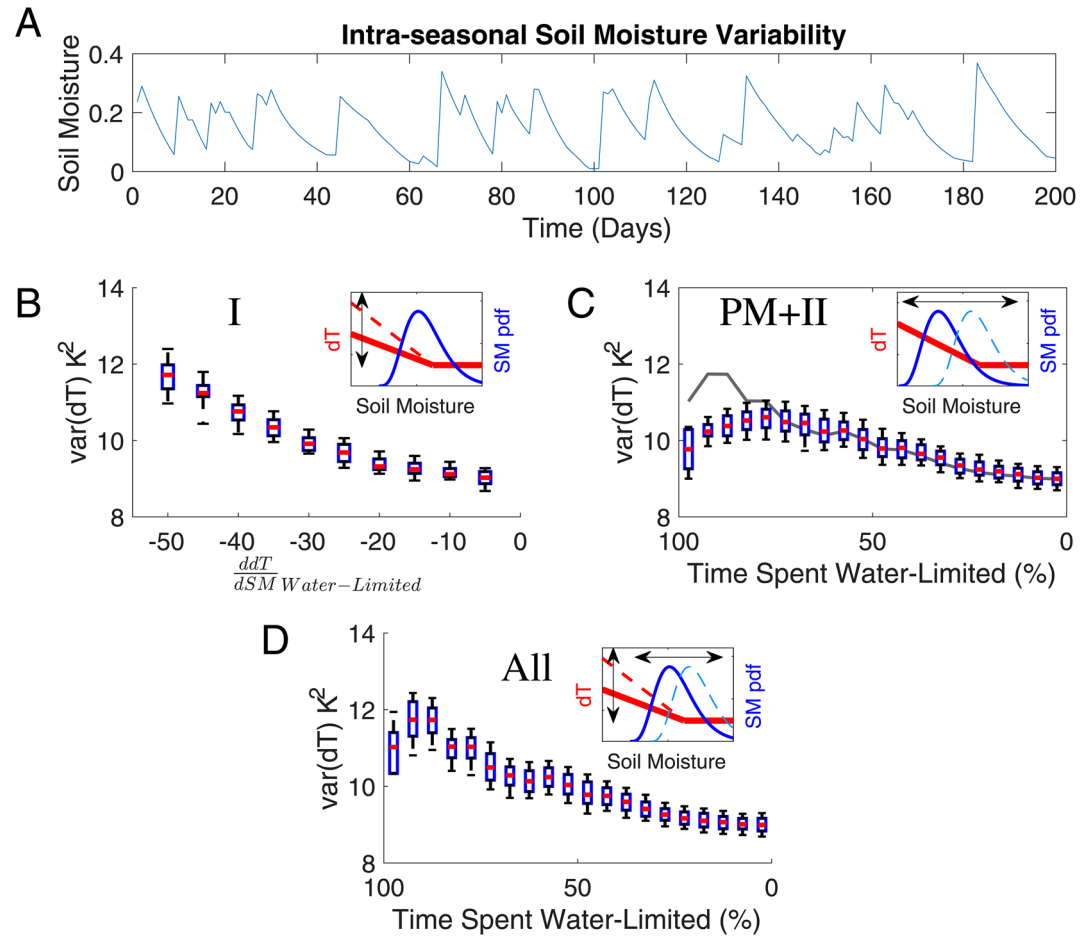 A
Intra-seasonal Soil Moisture Variability
Soil Moisture
0.4
0.2
0
0 20 40 60 80 100 120 140 160 180 200
Time (Days)
B
I
var(dT) K²
14
12
10
8
-50 -40 -30 -20 -10 0
ddT
dSM Water−Limited
dT
SM pdf
Soil Moisture
C
PM+II
var(dT) K²
14
12
10
8
100 50 0
Time Spent Water-Limited (%)
dT
SM pdf
Soil Moisture
D
All
var(dT) K²
14
12
10
8
100 50 0
Time Spent Water-Limited (%)
dT
SM pdf
Soil Moisture